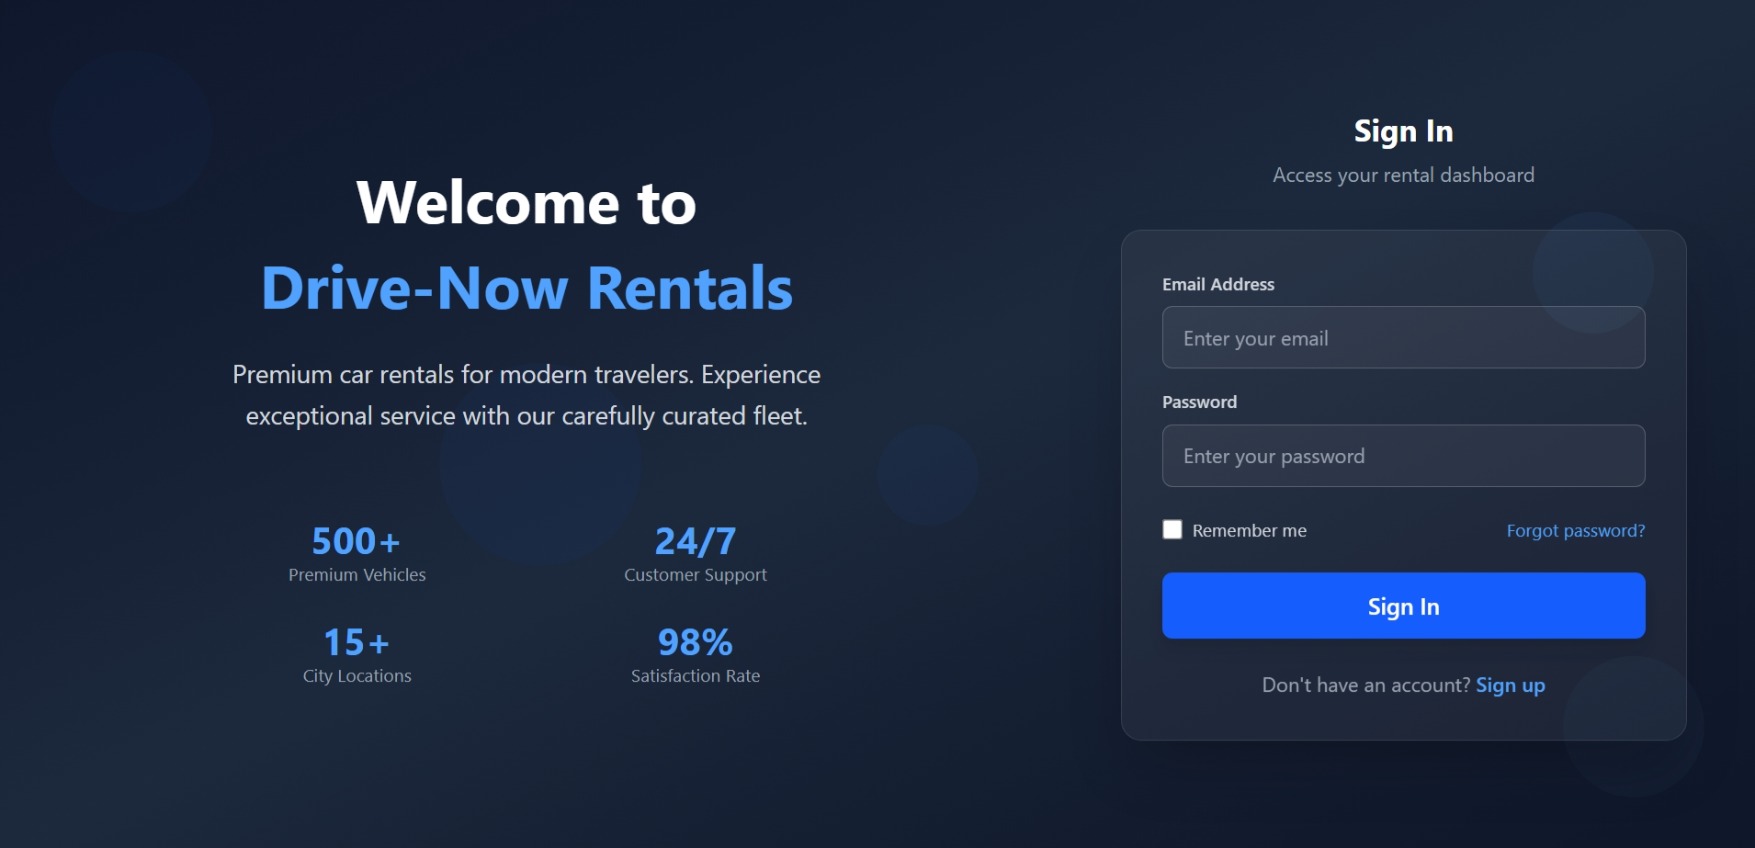 Welcome to
Drive-Now Rentals
Premium car rentals for modern travelers. Experience
exceptional service with our carefully curated fleet.
500+
Premium Vehicles
24/7
Customer Support
15+
City Locations
98%
Satisfaction Rate
Sign In
Access your rental dashboard
Email Address
Enter your email
Password
Enter your password
Remember me
Forgot password?
Sign In
Don't have an account? Sign up